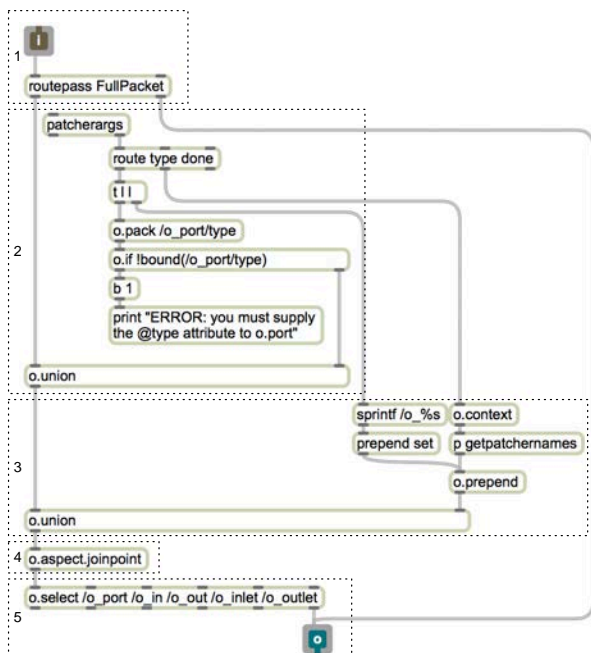 1
routepass FullPacket
patcherargs
route type done
t l l
o.pack /o_port/type
2
o.if !bound(/o_port/type)
b 1
print "ERROR: you must supply
the @type attribute to o.port"
o.union
sprintf /o_%s
o.context
prepend set
p getpatchernames
3
o.prepend
o.union
4
o.aspect.joinpoint
o.select /o_port /o_in /o_out /o_inlet /o_outlet
5